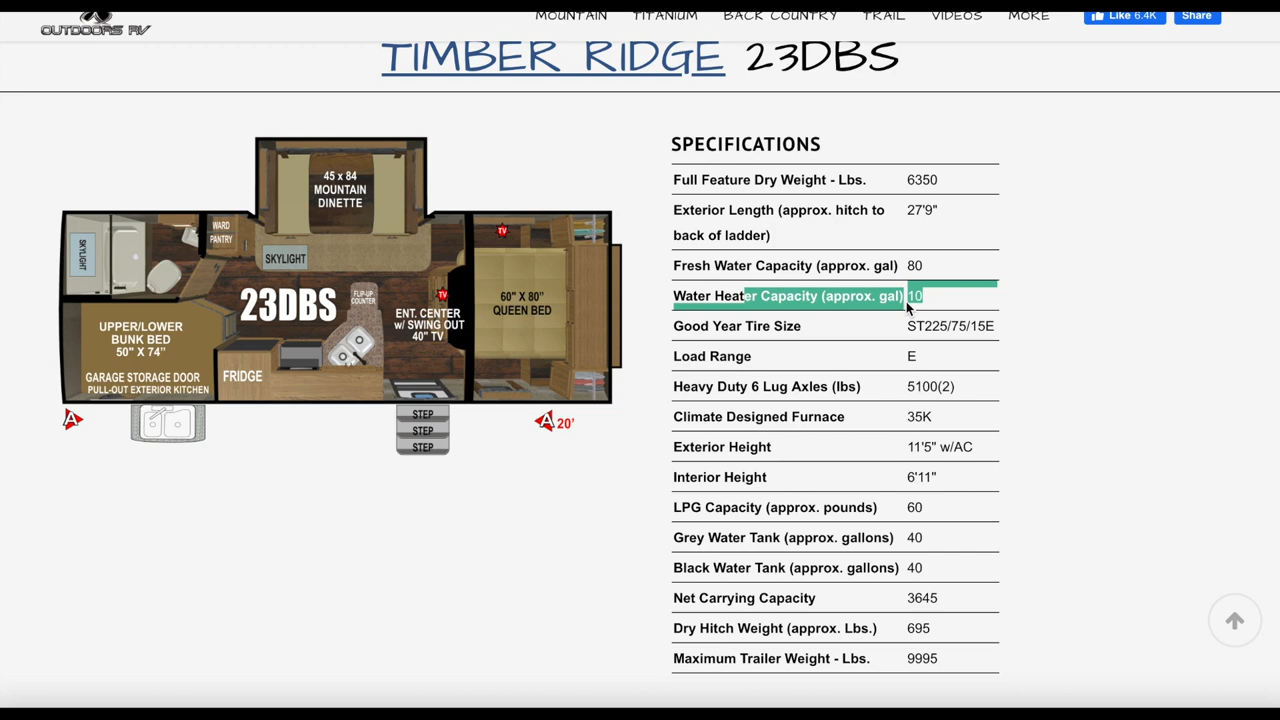 OUTDOORS RV
MOUNTAIN TITANIUM BACK COUNTRY TRAIL VIDEOS MORE
Like 6.4K Share
TIMBER RIDGE 23DBS
SPECIFICATIONS
Full Feature Dry Weight - Lbs. 6350
Exterior Length (approx. hitch to back of ladder) 27'9"
Fresh Water Capacity (approx. gal) 80
Water Heater Capacity (approx. gal) 10
Good Year Tire Size ST225/75/15E
Load Range E
Heavy Duty 6 Lug Axles (lbs) 5100(2)
Climate Designed Furnace 35K
Exterior Height 11'5" w/AC
Interior Height 6'11"
LPG Capacity (approx. pounds) 60
Grey Water Tank (approx. gallons) 40
Black Water Tank (approx. gallons) 40
Net Carrying Capacity 3645
Dry Hitch Weight (approx. Lbs.) 695
Maximum Trailer Weight - Lbs. 9995
45 x 84
MOUNTAIN
DINETTE
WARD
PANTRY
SKYLIGHT
SKYLIGHT
TV
TV
23DBS
FLIP-UP
COUNTER
ENT. CENTER
w/ SWING OUT
40" TV
60" X 80"
QUEEN BED
UPPER/LOWER
BUNK BED
50" X 74"
GARAGE STORAGE DOOR
PULL-OUT EXTERIOR KITCHEN
FRIDGE
STEP
STEP
STEP
A
A 20'